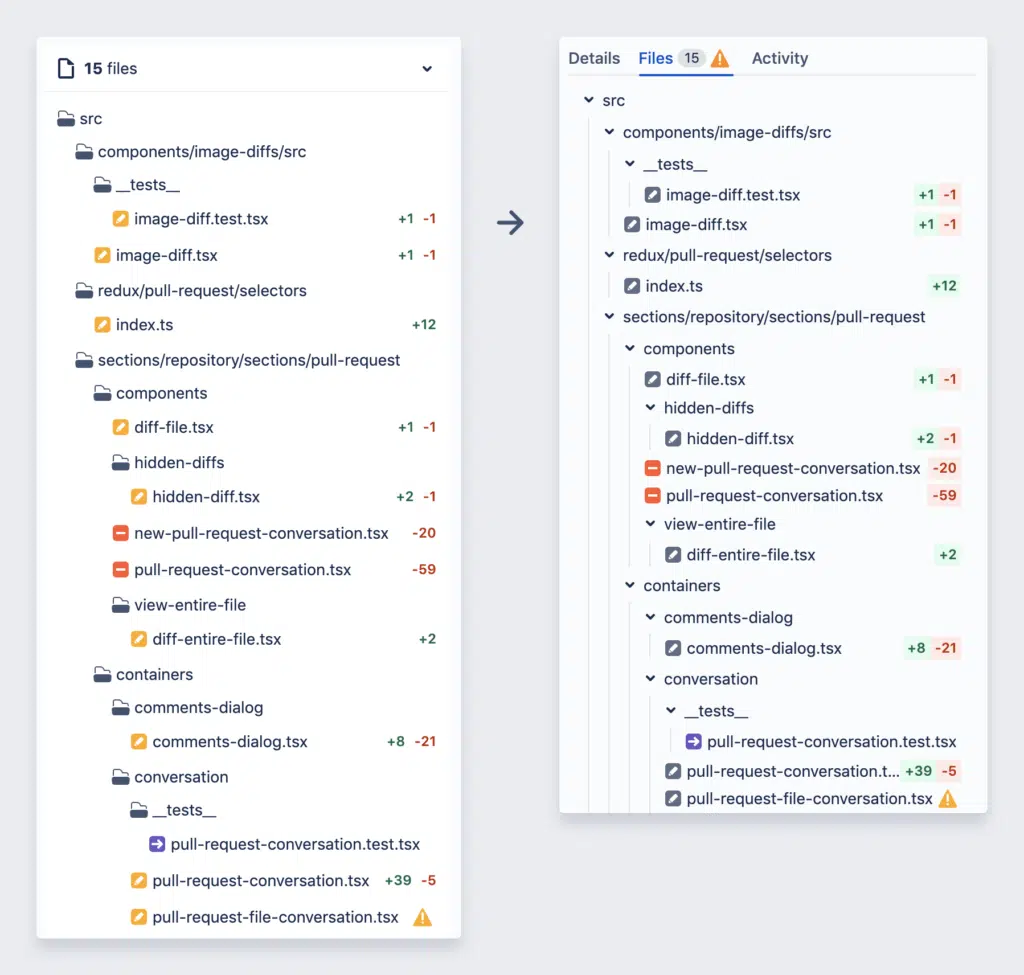 15 files
src
components/image-diffs/src
__tests__
image-diff.test.tsx +1 -1
image-diff.tsx +1 -1
redux/pull-request/selectors
index.ts +12
sections/repository/sections/pull-request
components
diff-file.tsx +1 -1
hidden-diffs
hidden-diff.tsx +2 -1
new-pull-request-conversation.tsx -20
pull-request-conversation.tsx -59
view-entire-file
diff-entire-file.tsx +2
containers
comments-dialog
comments-dialog.tsx +8 -21
conversation
__tests__
pull-request-conversation.test.tsx
pull-request-conversation.tsx +39 -5
pull-request-file-conversation.tsx
Details Files 15 Activity
src
components/image-diffs/src
__tests__
image-diff.test.tsx +1 -1
image-diff.tsx +1 -1
redux/pull-request/selectors
index.ts +12
sections/repository/sections/pull-request
components
diff-file.tsx +1 -1
hidden-diffs
hidden-diff.tsx +2 -1
new-pull-request-conversation.tsx -20
pull-request-conversation.tsx -59
view-entire-file
diff-entire-file.tsx +2
containers
comments-dialog
comments-dialog.tsx +8 -21
conversation
__tests__
pull-request-conversation.test.tsx
pull-request-conversation.t... +39 -5
pull-request-file-conversation.tsx